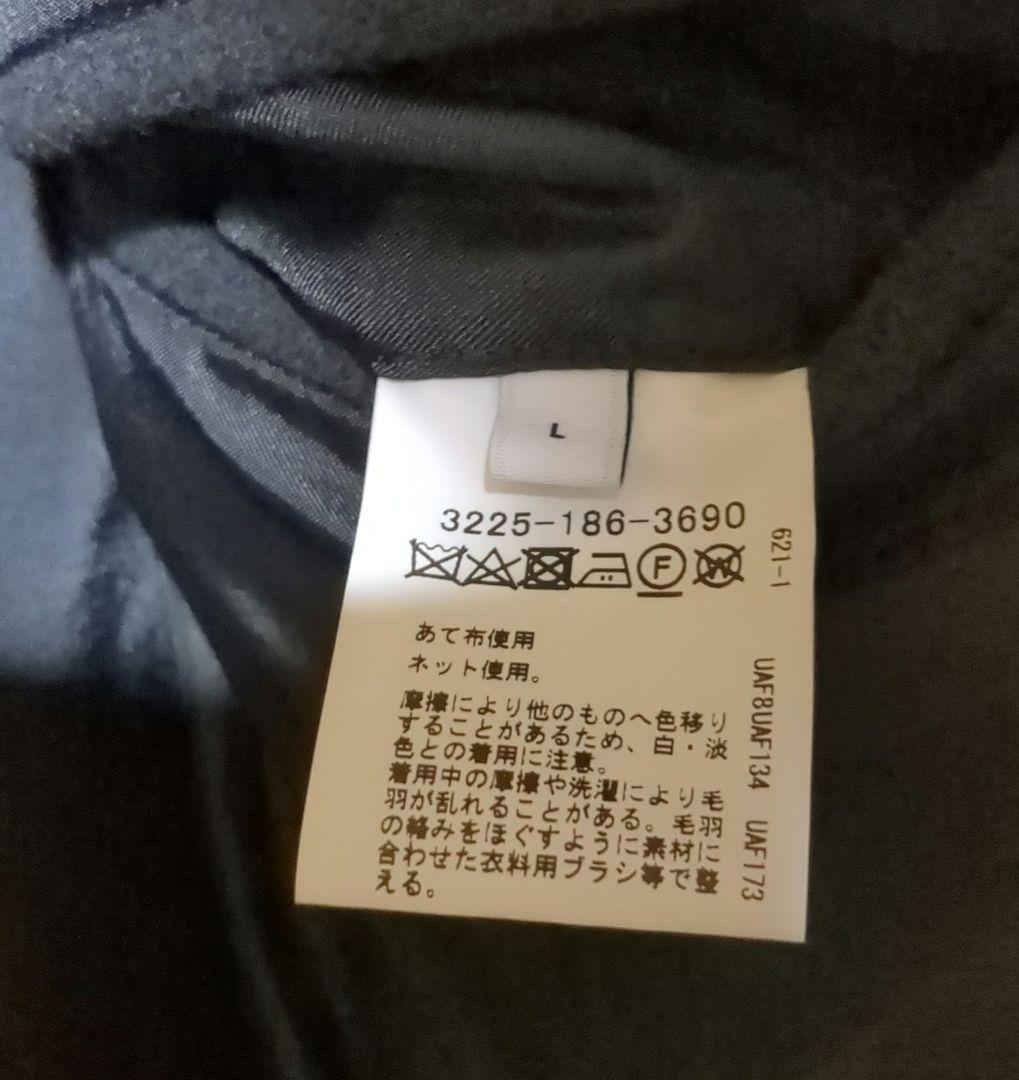 L
3225-186-3690
F
W
あて布使用
ネット使用。
摩擦により他のものへ色移り
することがあるため、白・淡
色との着用に注意。
着用中の摩擦や洗濯により毛
羽が乱れることがある。毛羽
の絡みをほぐすように素材に
合わせた衣料用ブラシ等で整
える。
621-1
UAF8UAF134 UAF173